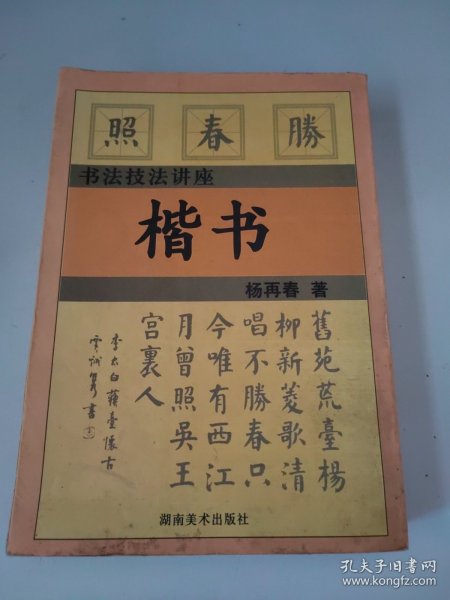 照 春 勝
书法技法讲座
楷书
杨再春 著
舊苑荒臺楊
柳新菱歌清
唱不勝春只
今唯有西江
月曾照吳王
宫裏人
李太白蘇臺懷古
湖南美术出版社
孔夫子旧书网
www.kongfz.com